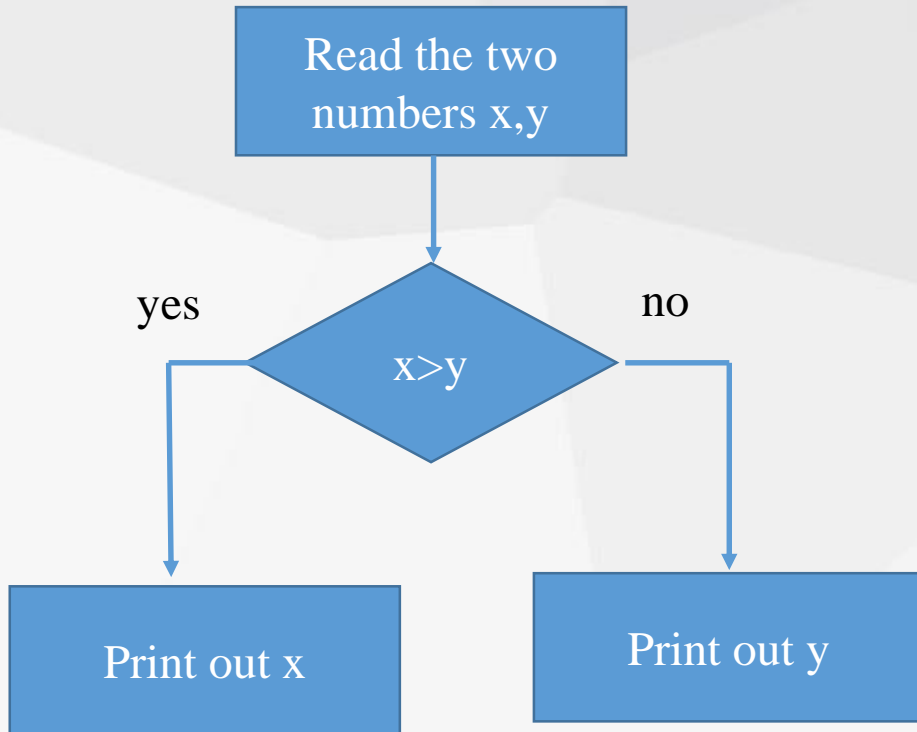 Read the two
numbers x,y
yes
no
x>y
Print out x
Print out y